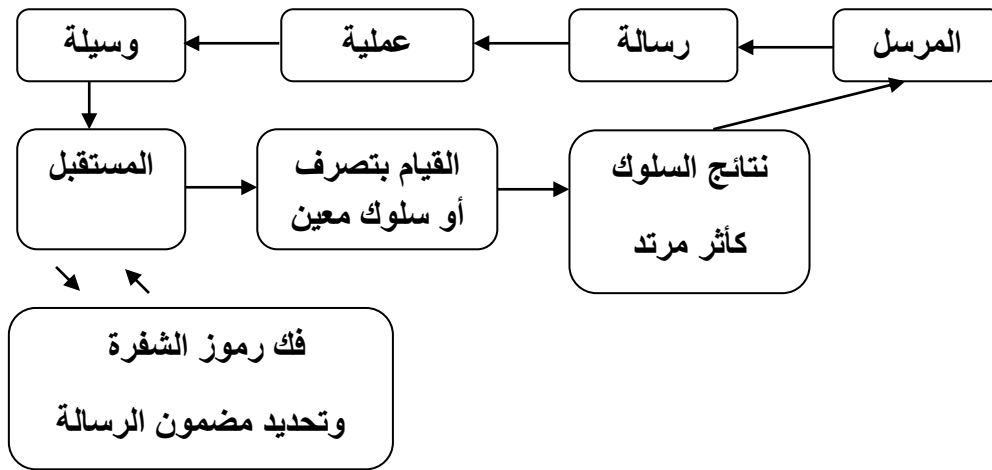 المرسل
رسالة
عملية
وسيلة
المستقبل
القيام بتصرف
أو سلوك معين
نتائج السلوك
كأثر مرتد
فك رموز الشفرة
وتحديد مضمون الرسالة